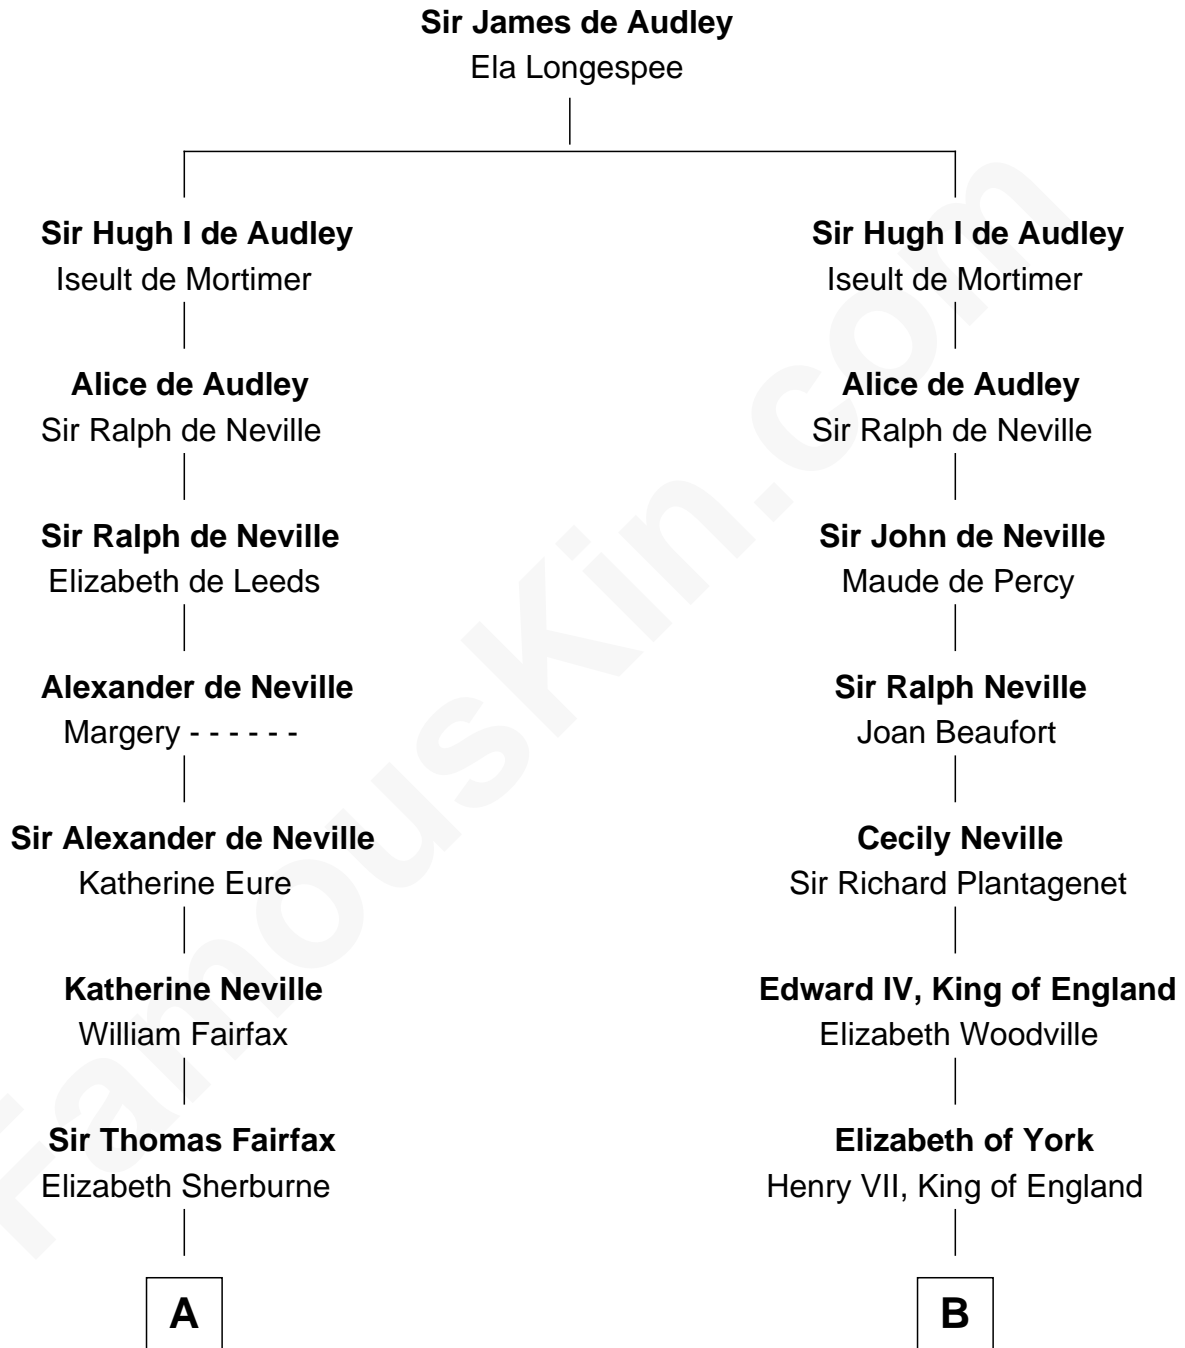 Sir James de Audley
Ela Longespee
Sir Hugh I de Audley
Iseult de Mortimer
Alice de Audley
Sir Ralph de Neville
Sir Ralph de Neville
Elizabeth de Leeds
Alexander de Neville
Margery - - - - - -
Sir Alexander de Neville
Katherine Eure
Katherine Neville
William Fairfax
Sir Thomas Fairfax
Elizabeth Sherburne
A
Sir Hugh I de Audley
Iseult de Mortimer
Alice de Audley
Sir Ralph de Neville
Sir John de Neville
Maude de Percy
Sir Ralph Neville
Joan Beaufort
Cecily Neville
Sir Richard Plantagenet
Edward IV, King of England
Elizabeth Woodville
Elizabeth of York
Henry VII, King of England
B
FamousKin.com